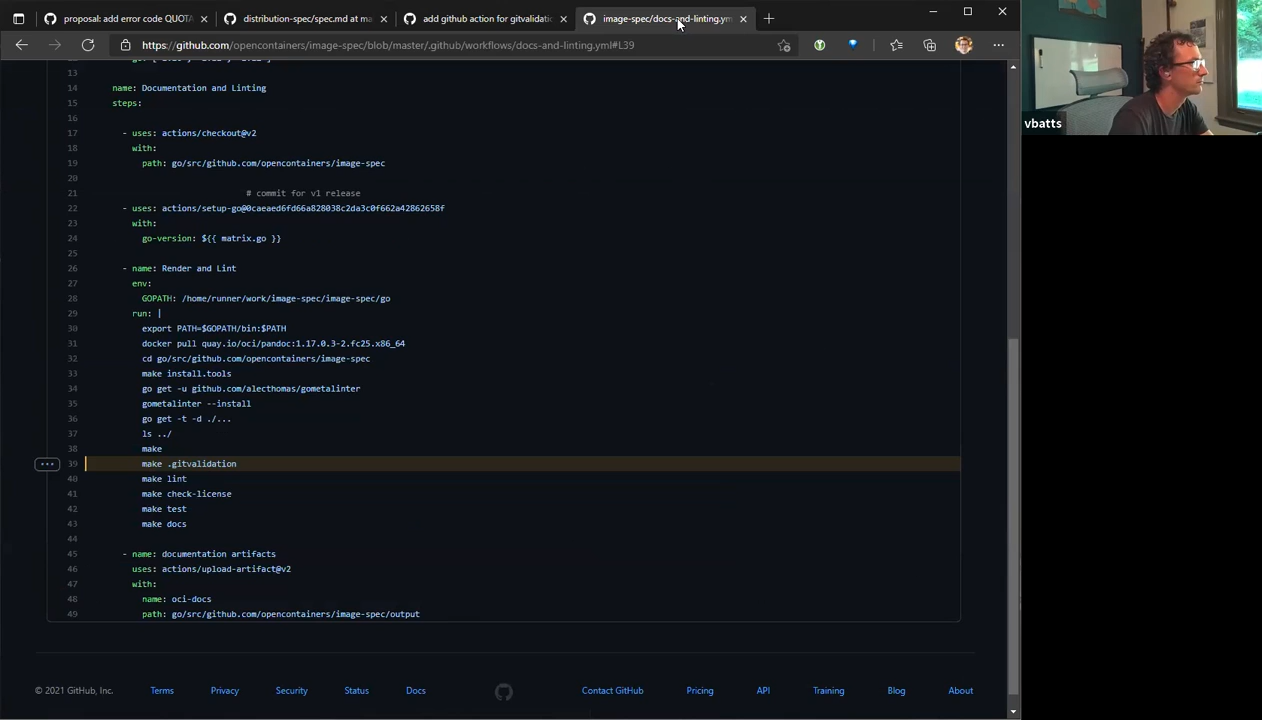 proposal: add error code QUOTA
distribution-spec/spec.md at ma
add github action for gitvalidatio
image-spec/docs-and-linting.ym
https://github.com/opencontainers/image-spec/blob/master/.github/workflows/docs-and-linting.yml#L39
vbatts
13
14 name: Documentation and Linting
15 steps:
16
17 - uses: actions/checkout@v2
18 with:
19 path: go/src/github.com/opencontainers/image-spec
20
21 # commit for v1 release
22 - uses: actions/setup-go@0caeaed6fd66a828038c2da3c0f662a42862658f
23 with:
24 go-version: ${{ matrix.go }}
25
26 - name: Render and Lint
27 env:
28 GOPATH: /home/runner/work/image-spec/image-spec/go
29 run: |
30 export PATH=$GOPATH/bin:$PATH
31 docker pull quay.io/oci/pandoc:1.17.0.3-2.fc25.x86_64
32 cd go/src/github.com/opencontainers/image-spec
33 make install.tools
34 go get -u github.com/alecthomas/gometalinter
35 gometalinter --install
36 go get -t -d ./...
37 ls ../
38 make
39 make .gitvalidation
40 make lint
41 make check-license
42 make test
43 make docs
44
45 - name: documentation artifacts
46 uses: actions/upload-artifact@v2
47 with:
48 name: oci-docs
49 path: go/src/github.com/opencontainers/image-spec/output
© 2021 GitHub, Inc. Terms Privacy Security Status Docs Contact GitHub Pricing API Training Blog About